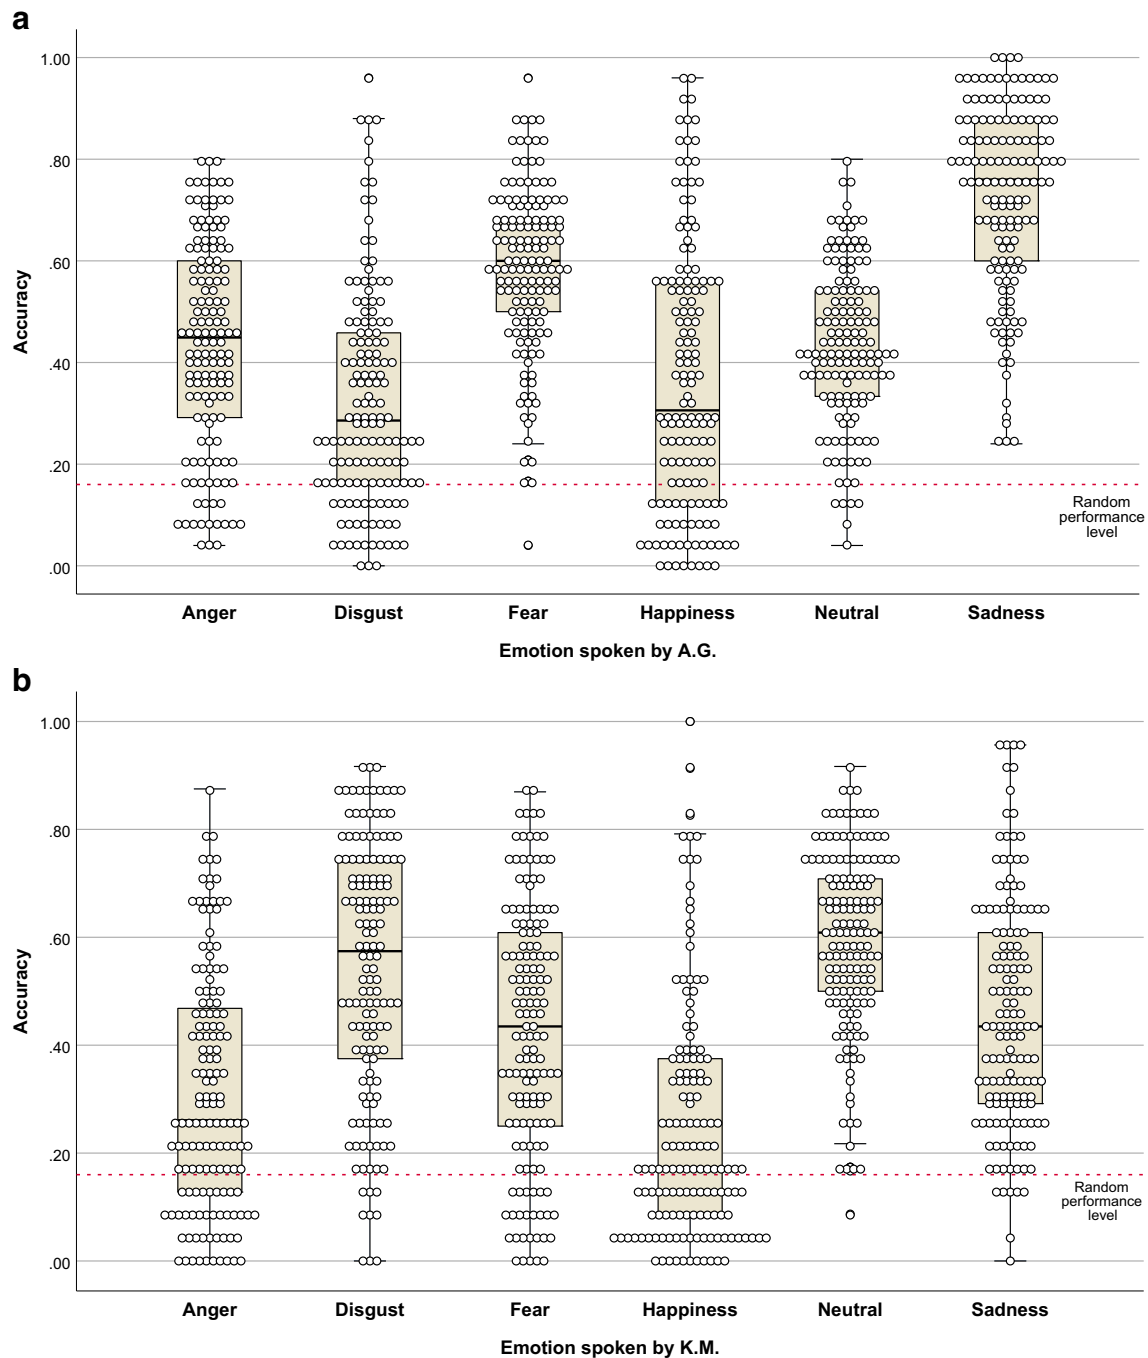 a
1.00
.80
.60
.40
.20
.00
Accuracy
Random
performance
level
Anger Disgust Fear Happiness Neutral Sadness
Emotion spoken by A.G.
b
1.00
.80
.60
.40
.20
.00
Accuracy
Random
performance
level
Anger Disgust Fear Happiness Neutral Sadness
Emotion spoken by K.M.